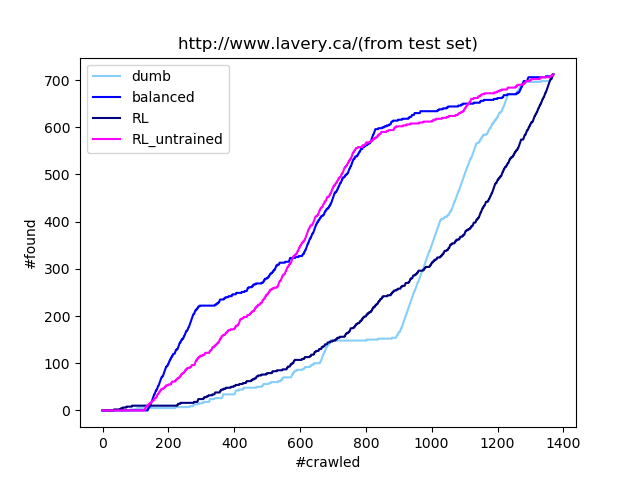 http://www.lavery.ca/(from test set)
dumb
balanced
RL
RL_untrained
#found
700
600
500
400
300
200
100
0
0 200 400 600 800 1000 1200 1400
#crawled